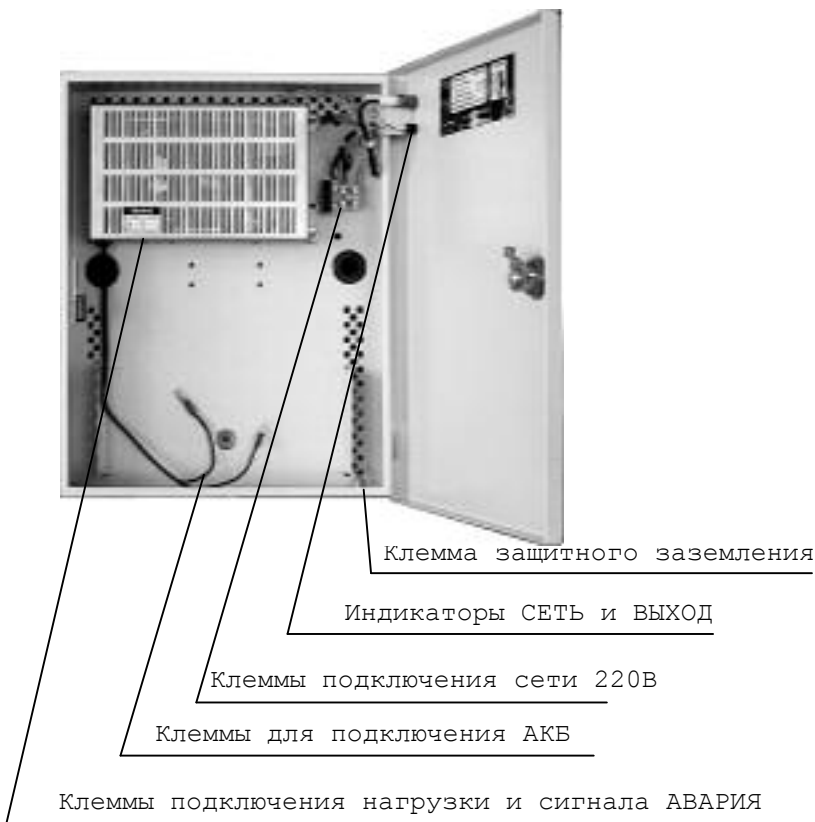 Клемма защитного заземления
Индикаторы СЕТЬ и ВЫХОД
Клеммы подключения сети 220В
Клеммы для подключения АКБ
Клеммы подключения нагрузки и сигнала АВАРИЯ